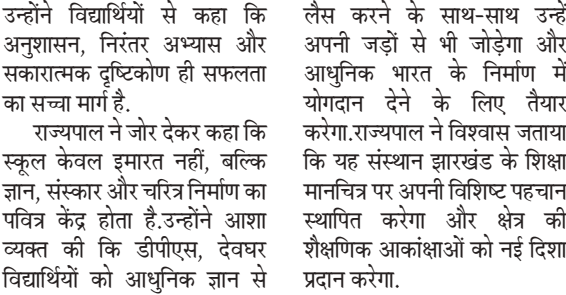 उन्होंने विद्यार्थियों से कहा कि
अनुशासन, निरंतर अभ्यास और
सकारात्मक दृष्टिकोण ही सफलता
का सच्चा मार्ग है.
राज्यपाल ने जोर देकर कहा कि
स्कूल केवल इमारत नहीं, बल्कि
ज्ञान, संस्कार और चरित्र निर्माण का
पवित्र केंद्र होता है.उन्होंने आशा
व्यक्त की कि डीपीएस, देवघर
विद्यार्थियों को आधुनिक ज्ञान से
लैस करने के साथ-साथ उन्हें
अपनी जड़ों से भी जोड़ेगा और
आधुनिक भारत के निर्माण में
योगदान देने के लिए तैयार
करेगा.राज्यपाल ने विश्वास जताया
कि यह संस्थान झारखंड के शिक्षा
मानचित्र पर अपनी विशिष्ट पहचान
स्थापित करेगा और क्षेत्र की
शैक्षणिक आकांक्षाओं को नई दिशा
प्रदान करेगा.